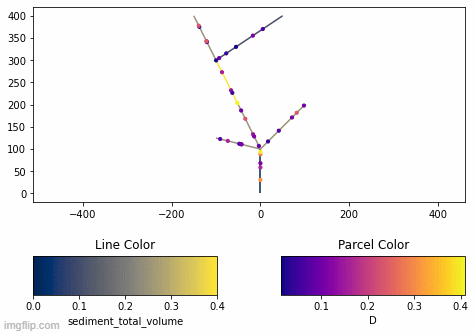 400
350
300
250
200
150
100
50
0
−400 −200 0 200 400
Line Color Parcel Color
0.0 0.1 0.2 0.3 0.4 0.1 0.2 0.3 0.4
sediment_total_volume D
imgflip.com